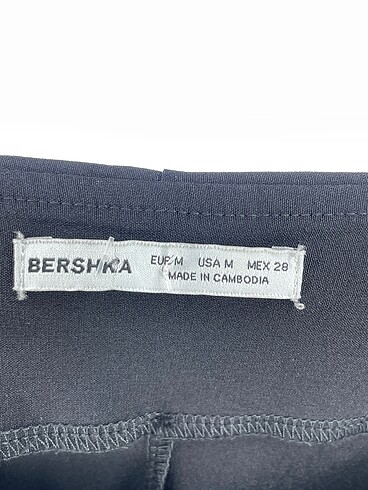 BERSHKA EUR M USA M MEX 28
MADE IN CAMBODIA